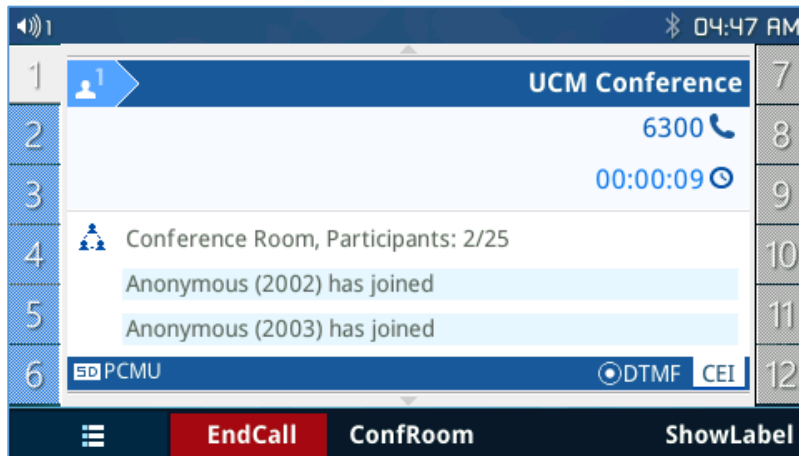 1 04:47 AM
1 1 UCM Conference 7
2 6300 8
3 00:00:09 9
4 Conference Room, Participants: 2/25 10
Anonymous (2002) has joined
5 Anonymous (2003) has joined 11
6 SD PCMU DTMF CEI 12
EndCall ConfRoom ShowLabel